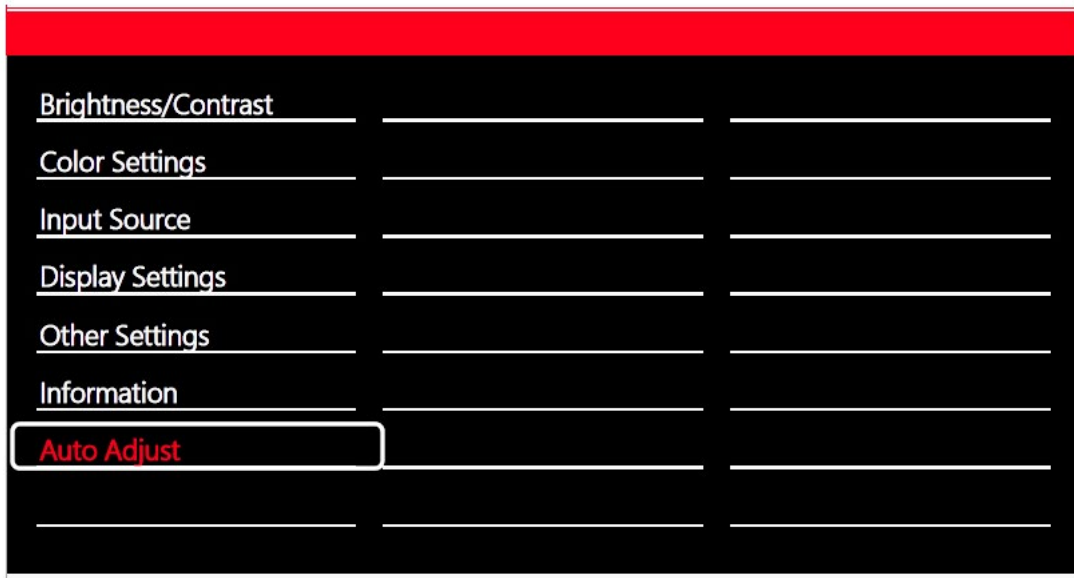 Brightness/Contrast
Color Settings
Input Source
Display Settings
Other Settings
Information
Auto Adjust